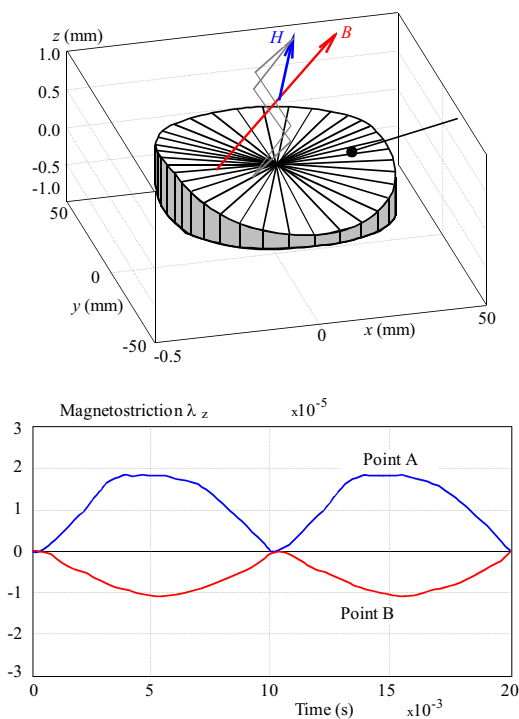 z (mm)
H
B
1.0
0.5
0.0
-0.5
-1.0
50
0
y (mm)
-50
-0.5
0
x (mm)
50
Magnetostriction λ z x10-5
3
2
1
0
-1
-2
-3
Point A
Point B
0
5
10
15
20
Time (s) x10-3